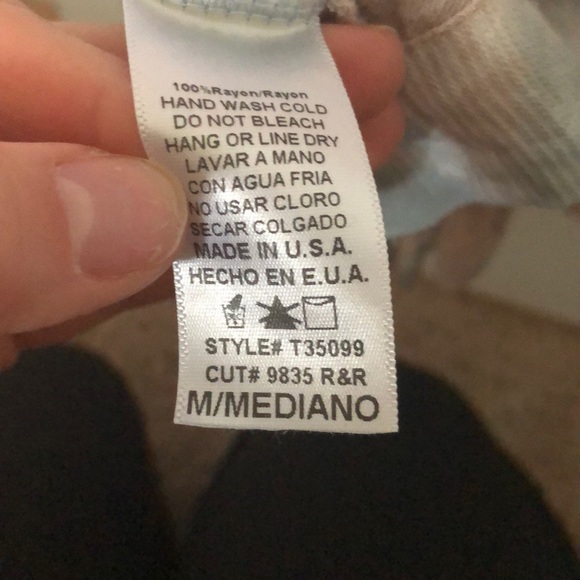 100%Rayon/Rayon
HAND WASH COLD
DO NOT BLEACH
HANG OR LINE DRY
LAVAR A MANO
CON AGUA FRIA
NO USAR CLORO
SECAR COLGADO
MADE IN U.S.A.
HECHO EN E.U.A.
STYLE# T35099
CUT# 9835 R&R
M/MEDIANO